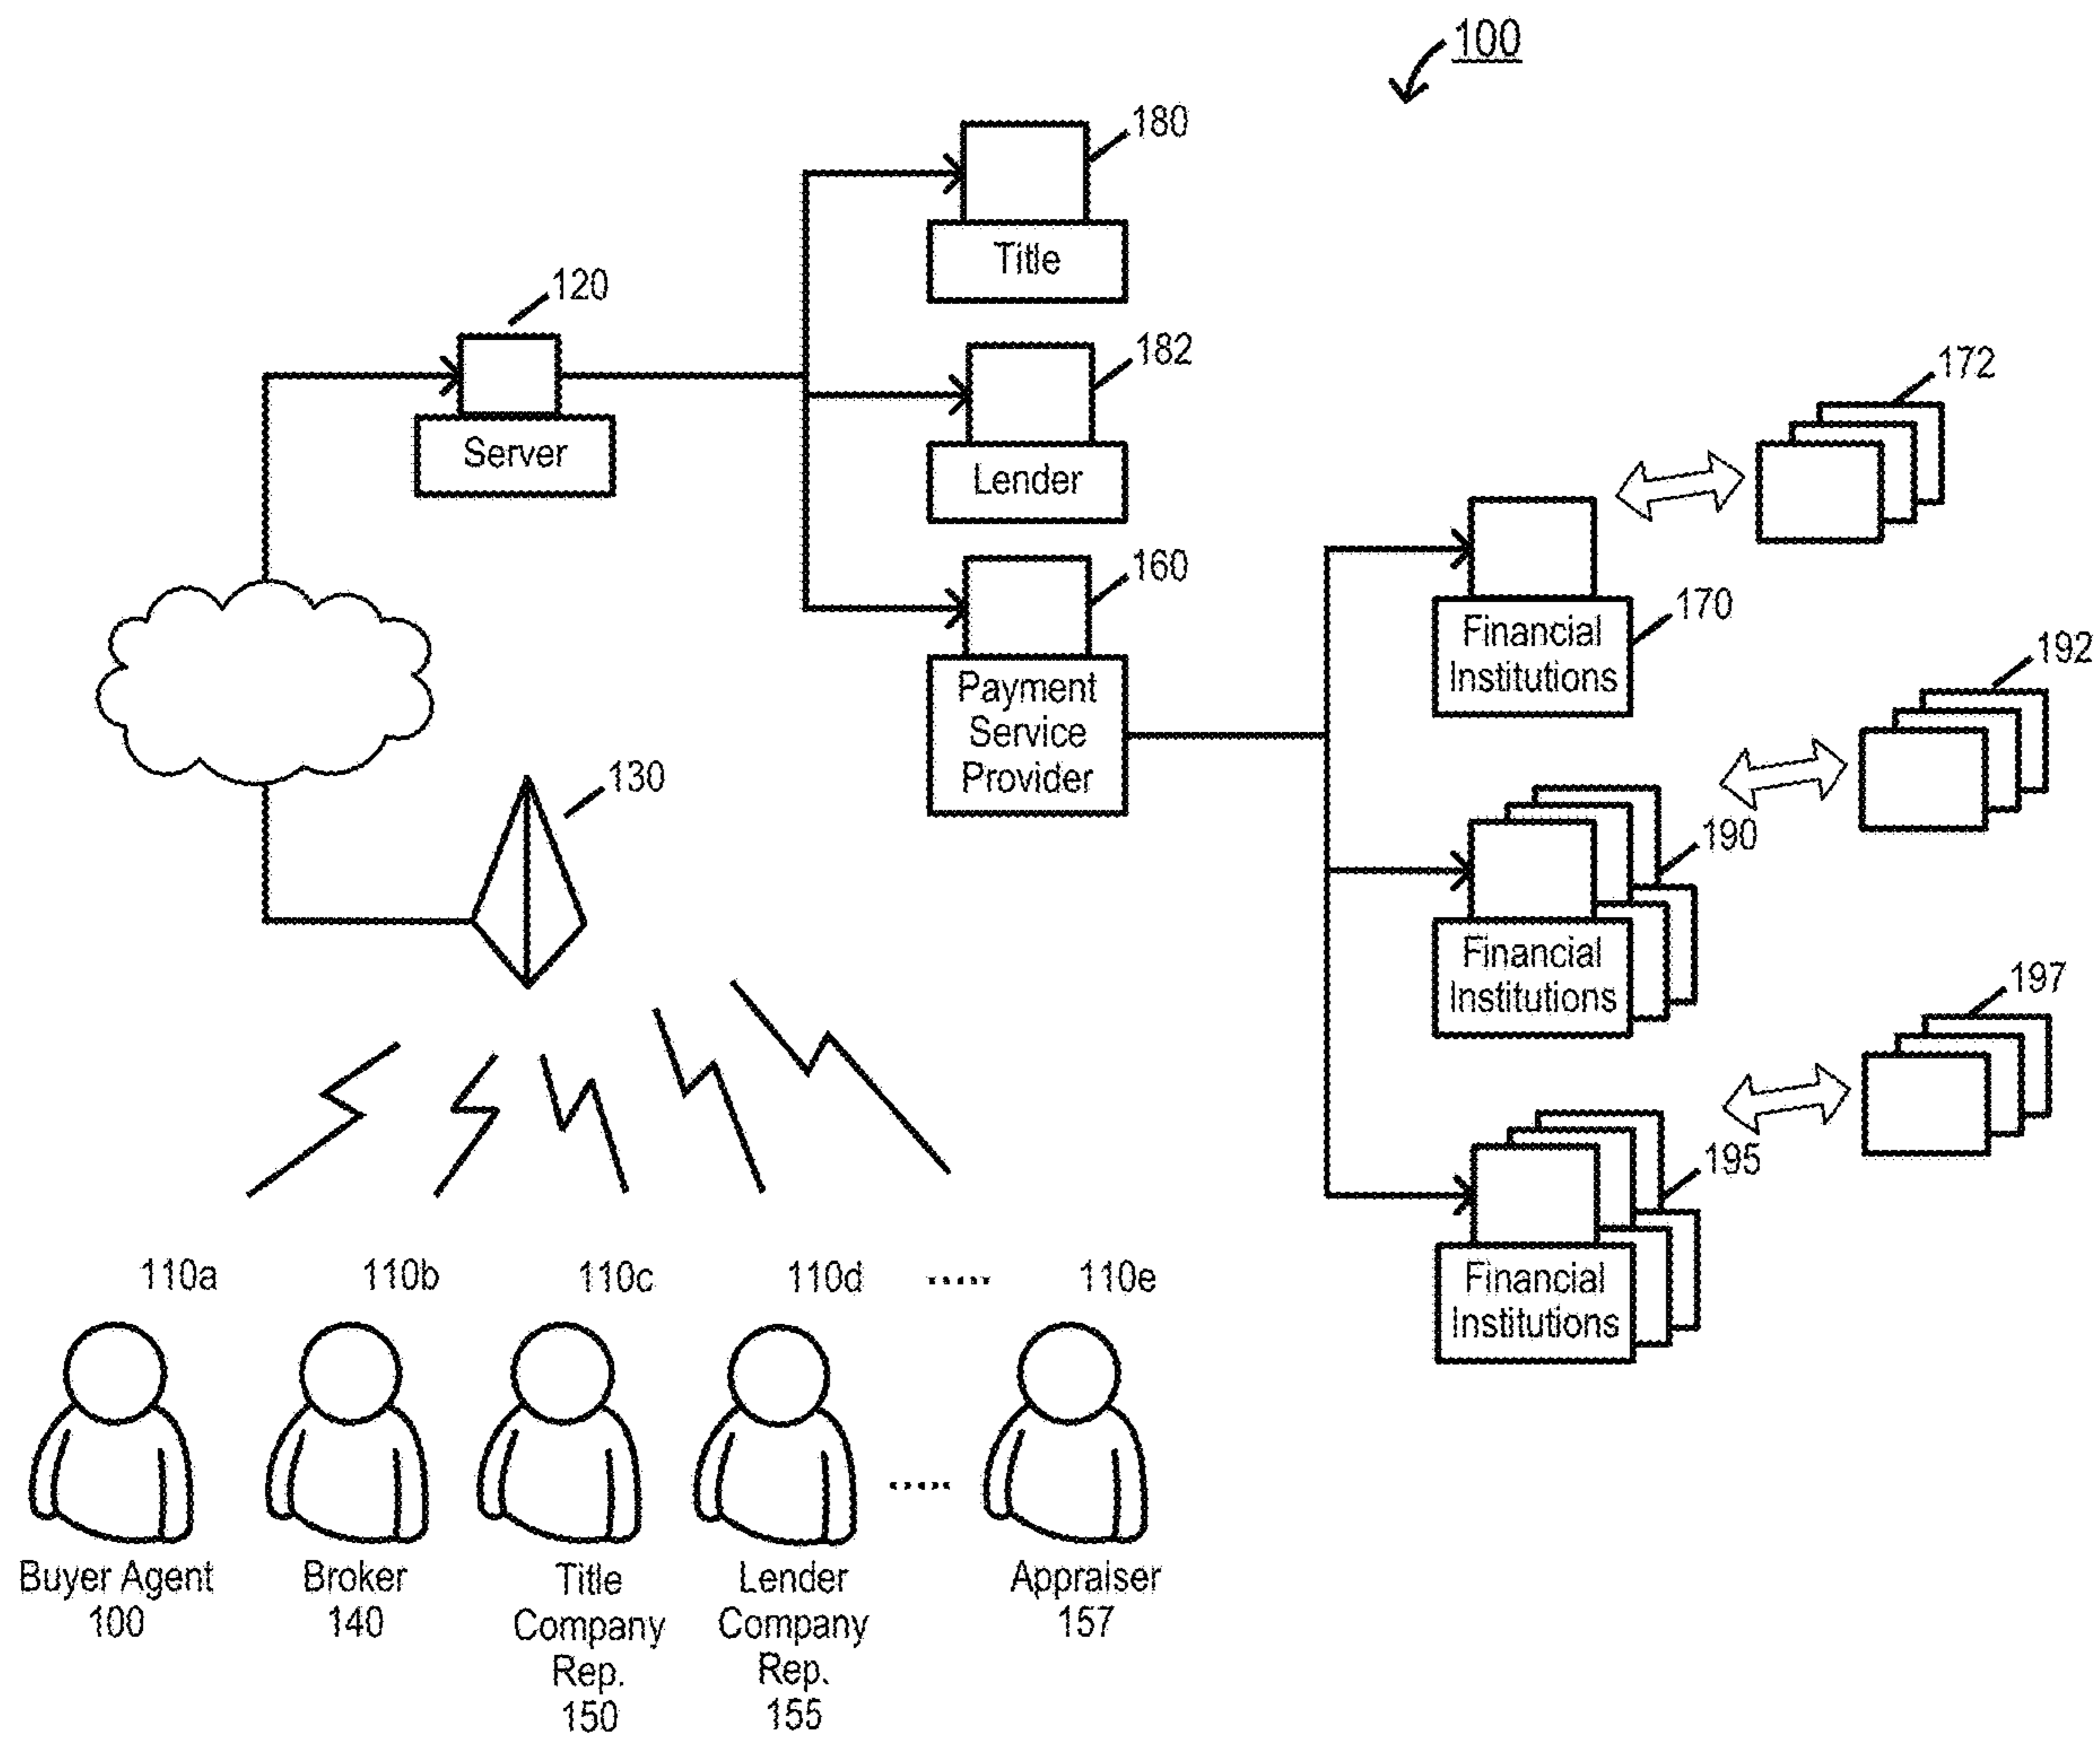 100
180
Title
120
Server
182
Lender
172
160
Payment
Service
Provider
Financial
Institutions
170
192
130
190
Financial
Institutions
197
195
Financial
Institutions
110a
110b
110c
110d
.....
110e
.....
Buyer Agent
100
Broker
140
Title
Company
Rep.
150
Lender
Company
Rep.
155
Appraiser
157